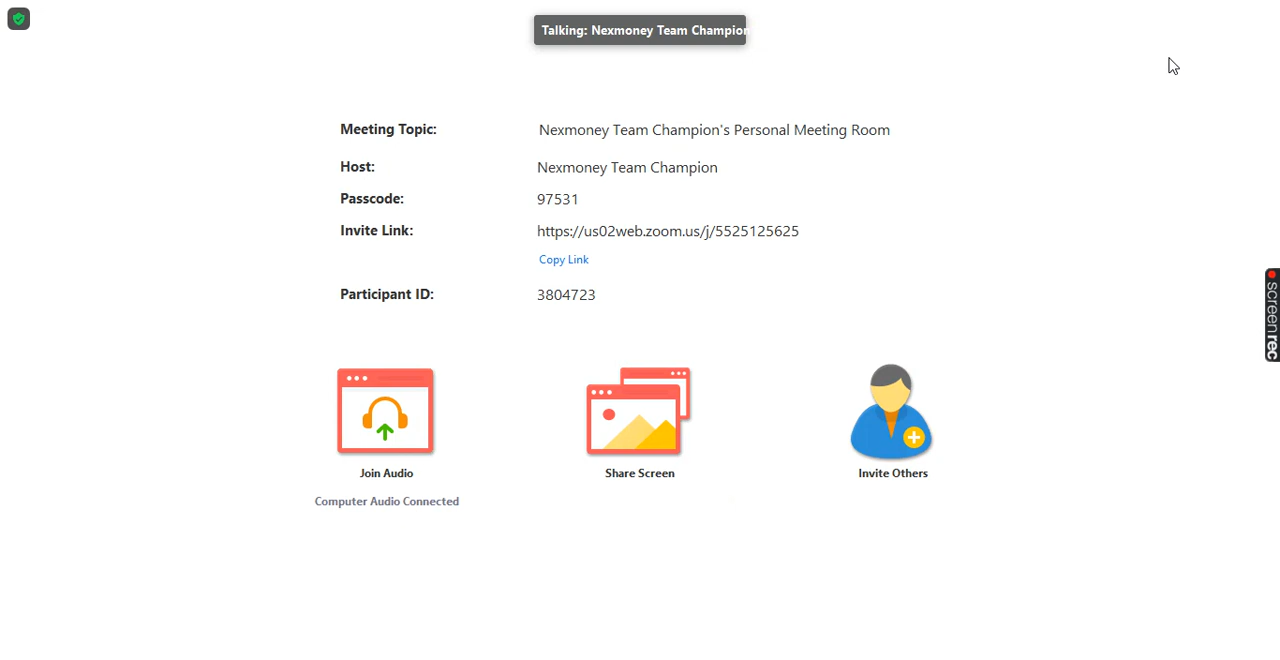 Talking: Nexmoney Team Champion
Meeting Topic: Nexmoney Team Champion's Personal Meeting Room
Host: Nexmoney Team Champion
Passcode: 97531
Invite Link: https://us02web.zoom.us/j/5525125625
Copy Link
Participant ID: 3804723
Join Audio
Share Screen
Invite Others
Computer Audio Connected
screenrec